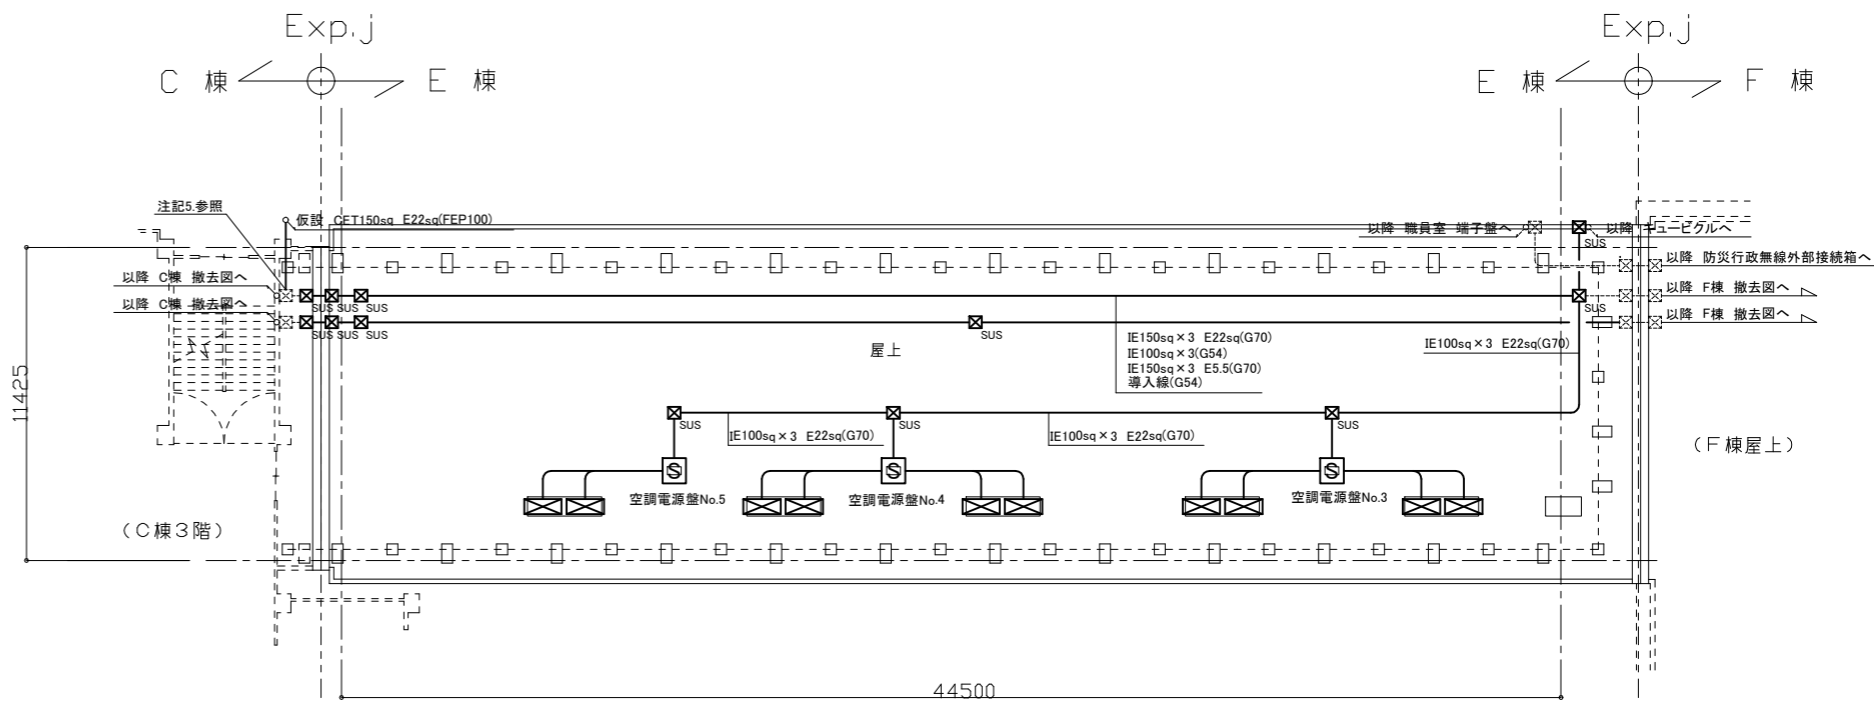 Exp.j
Exp.j
C 棟
E 棟
E 棟
F 棟
注記5.参照
仮設 CET150sq E22sq(FEP100)
以降 職員室 端子盤へ
以降 キュービクルへ
SUS
以降 C棟 撤去図へ
以降 防災行政無線外部接続箱へ
以降 C棟 撤去図へ
以降 F棟 撤去図へ
SUS SUS SUS
SUS
以降 F棟 撤去図へ
SUS SUS SUS
SUS
屋上
IE150sq×3 E22sq(G70)
IE100sq×3(G54)
IE150sq×3 E5.5(G70)
導入線(G54)
IE100sq×3 E22sq(G70)
11425
SUS
SUS
SUS
IE100sq×3 E22sq(G70)
IE100sq×3 E22sq(G70)
(F棟屋上)
S
S
S
空調電源盤No.5
空調電源盤No.4
空調電源盤No.3
(C棟3階)
44500